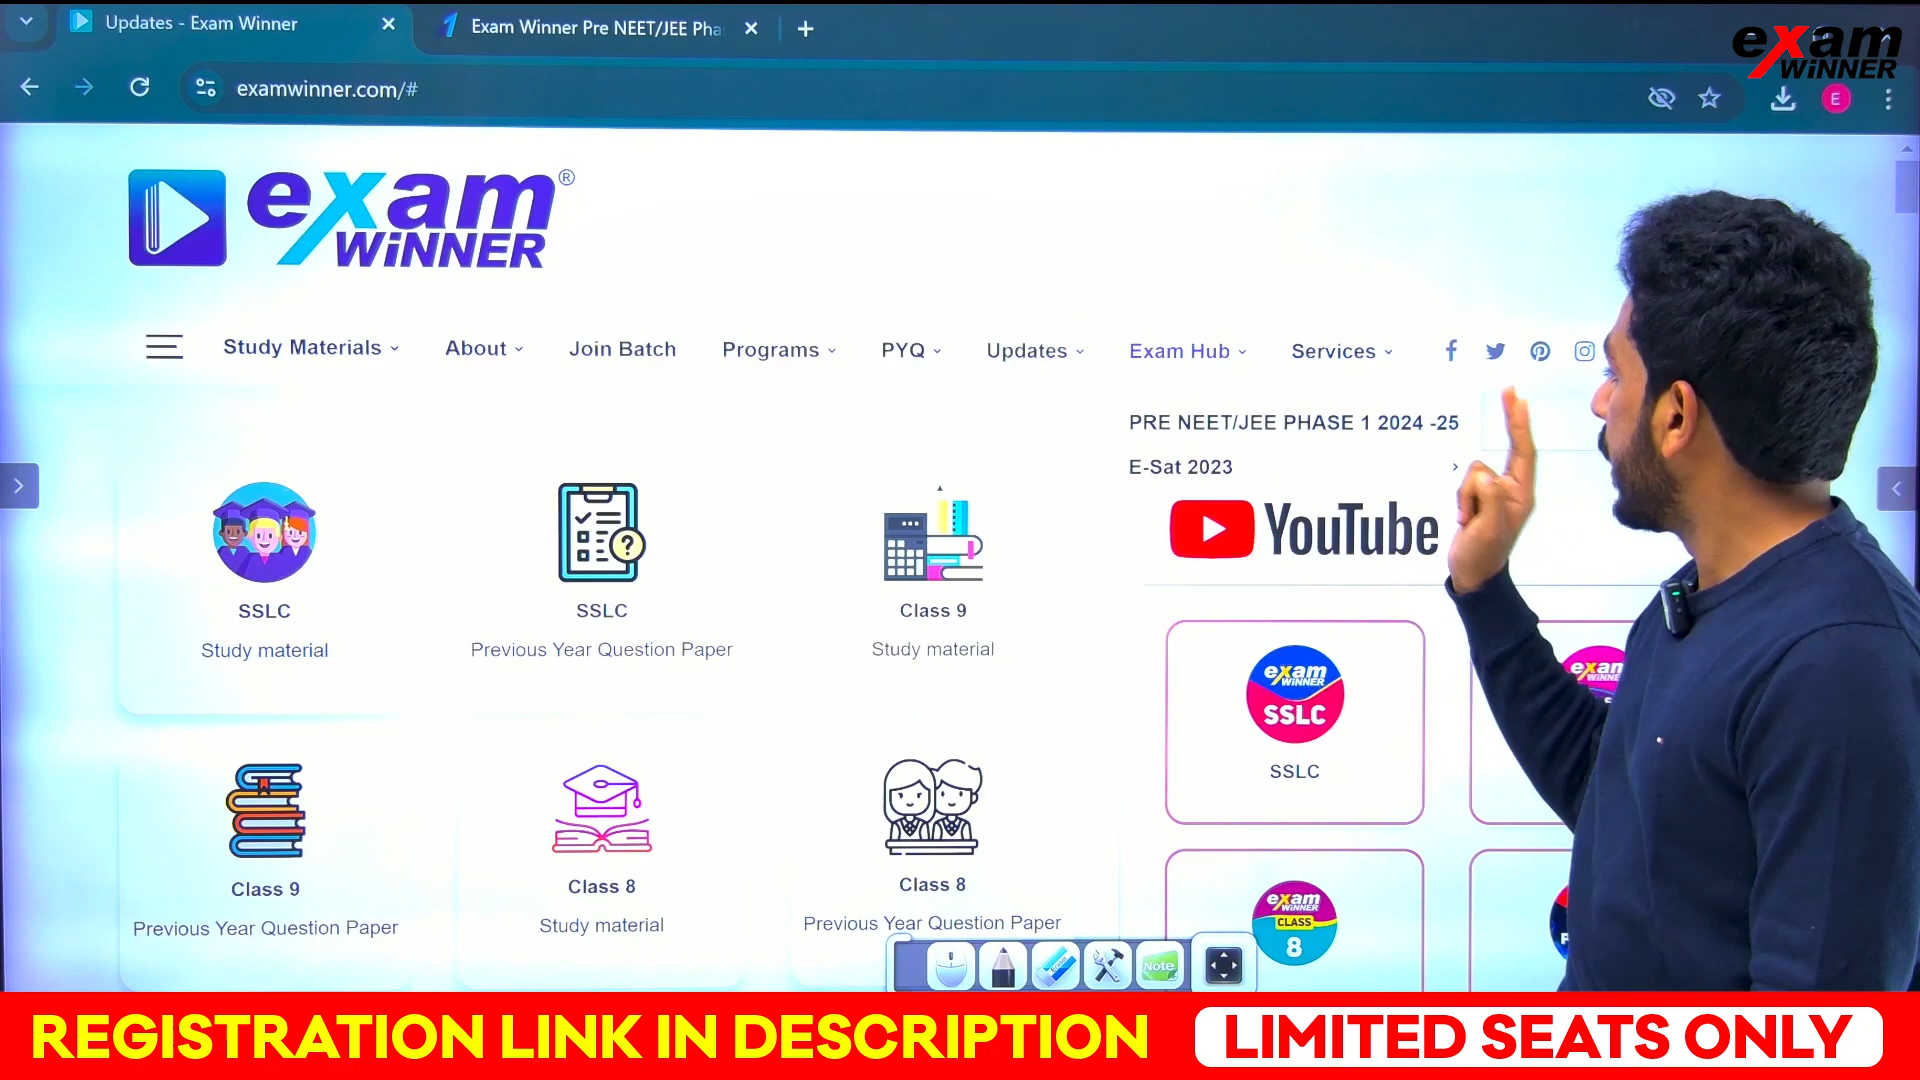 Updates - Exam Winner
Exam Winner Pre NEET/JEE Pha
exam
WiNNER
examwinner.com/#
E
exam ®
WiNNER
Study Materials
About
Join Batch
Programs
PYQ
Updates
Exam Hub
Services
PRE NEET/JEE PHASE 1 2024 -25
E-Sat 2023
YouTube
SSLC
Study material
SSLC
Previous Year Question Paper
Class 9
Study material
exam
WiNNER
SSLC
SSLC
exam
WiNNE
Class 9
Previous Year Question Paper
Class 8
Study material
Class 8
Previous Year Question Paper
exam
WiNNER
CLASS
8
Note
REGISTRATION LINK IN DESCRIPTION
LIMITED SEATS ONLY